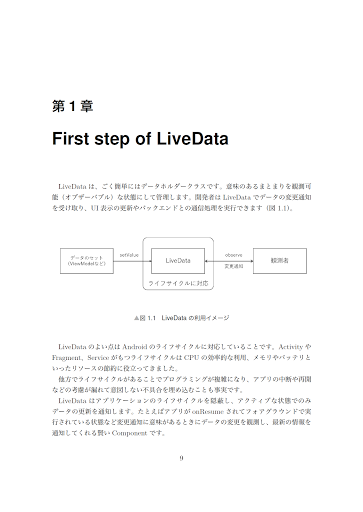 第 1 章
First step of LiveData
LiveData は、ごく簡単にはデータホルダークラスです。意味のあるまとまりを観測可
能（オブザーバブル）な状態にして管理します。開発者は LiveData でデータの変更通知
を受け取り、UI 表示の更新やバックエンドとの通信処理を実行できます（図 1.1）。
データのセット
(ViewModelなど)
setValue
LiveData
observe
変更通知
観測者
ライフサイクルに対応
▲図 1.1 LiveData の利用イメージ
LiveData のよい点は Android のライフサイクルに対応していることです。Activity や
Fragment、Service がもつライフサイクルは CPU の効率的な利用、メモリやバッテリと
いったリソースの節約に役立ってきました。
他方でライフサイクルがあることでプログラミングが複雑になり、アプリの中断や再開
などの考慮が漏れて意図しない不具合を埋め込むことも事実です。
LiveData はアプリケーションのライフサイクルを隠蔽し、アクティブな状態でのみ
データの更新を通知します。たとえばアプリが onResume されてフォアグラウンドで実
行されている状態など変更通知に意味があるときにデータの変更を観測し、最新の情報を
通知してくれる賢い Component です。
9